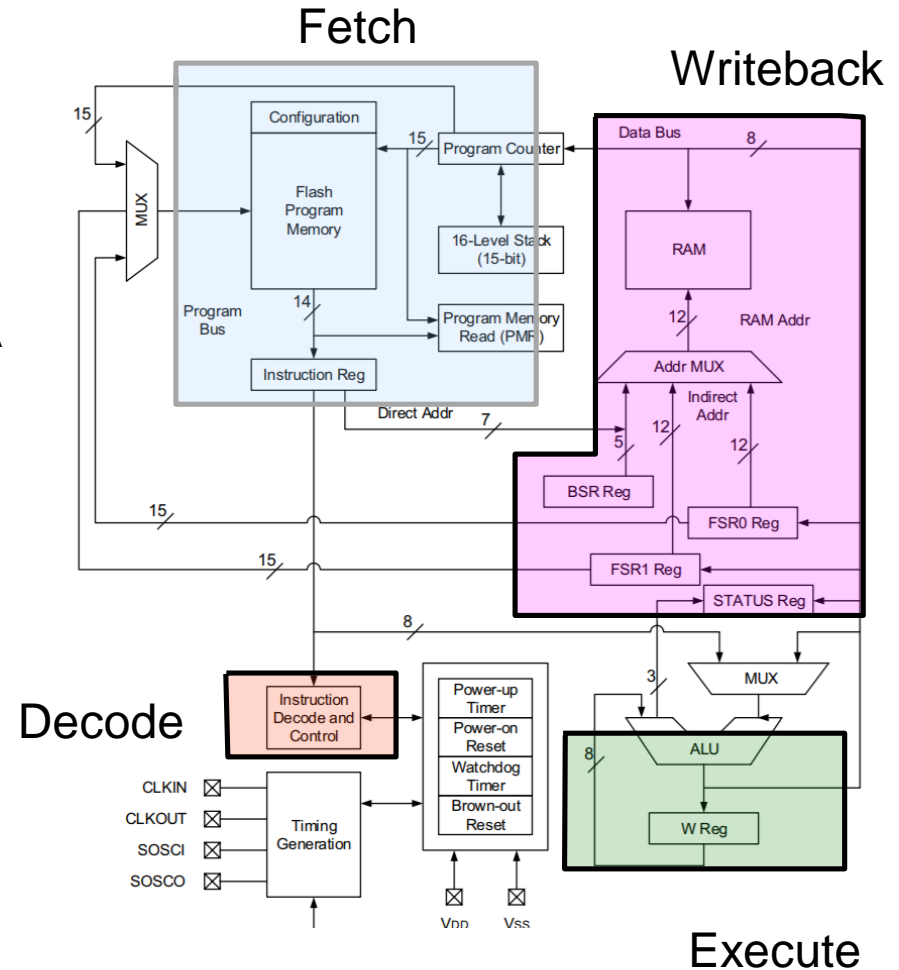 Fetch
Writeback
15
Configuration
15
Program Counter
Data Bus
8
MUX
Flash
Program
Memory
16-Level Stack
(15-bit)
RAM
14
Program
Bus
Program Memory
Read (PMR)
12
RAM Addr
Instruction Reg
Addr MUX
Direct Addr
7
Indirect
Addr
5
12
12
BSR Reg
15
FSR0 Reg
15
FSR1 Reg
STATUS Reg
8
3
MUX
Decode
Instruction
Decode and
Control
Power-up
Timer
Power-on
Reset
Watchdog
Timer
Brown-out
Reset
8
ALU
W Reg
CLKIN
CLKOUT
SOSCI
SOSCO
Timing
Generation
VDD
VSS
Execute